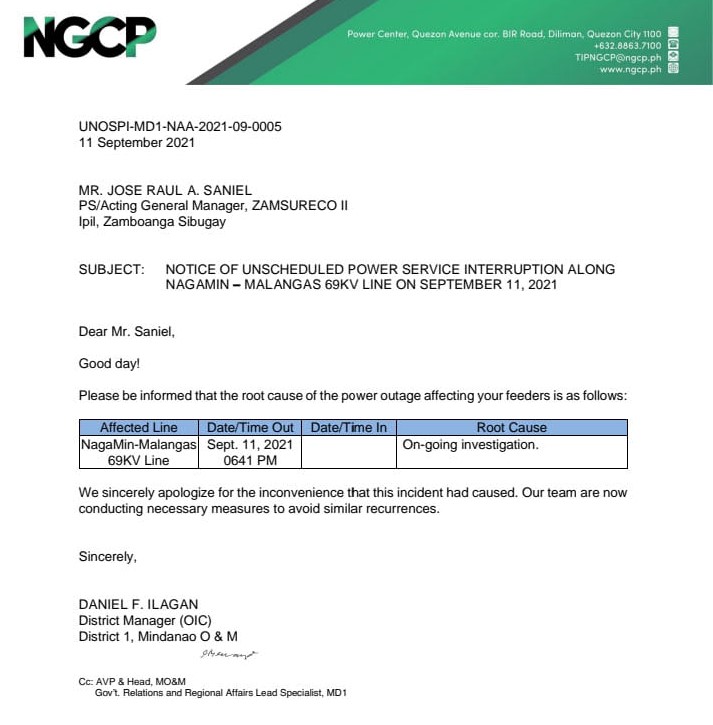 NGCP
Power Center, Quezon Avenue cor. BIR Road, Diliman, Quezon City 1100
+632.8863.7100
TIPNGCP@ngcp.ph
www.ngcp.ph
UNOSPI-MD1-NAA-2021-09-0005
11 September 2021
MR. JOSE RAUL A. SANIEL
PS/Acting General Manager, ZAMSURECO II
Ipil, Zamboanga Sibugay
SUBJECT: NOTICE OF UNSCHEDULED POWER SERVICE INTERRUPTION ALONG
NAGAMIN – MALANGAS 69KV LINE ON SEPTEMBER 11, 2021
Dear Mr. Saniel,
Good day!
Please be informed that the root cause of the power outage affecting your feeders is as follows:
Affected Line Date/Time Out Date/Time In Root Cause
NagaMin-Malangas Sept. 11, 2021 On-going investigation.
69KV Line 0641 PM
We sincerely apologize for the inconvenience that this incident had caused. Our team are now
conducting necessary measures to avoid similar recurrences.
Sincerely,
DANIEL F. ILAGAN
District Manager (OIC)
District 1, Mindanao O & M
Cc: AVP & Head, MO&M
Gov't. Relations and Regional Affairs Lead Specialist, MD1